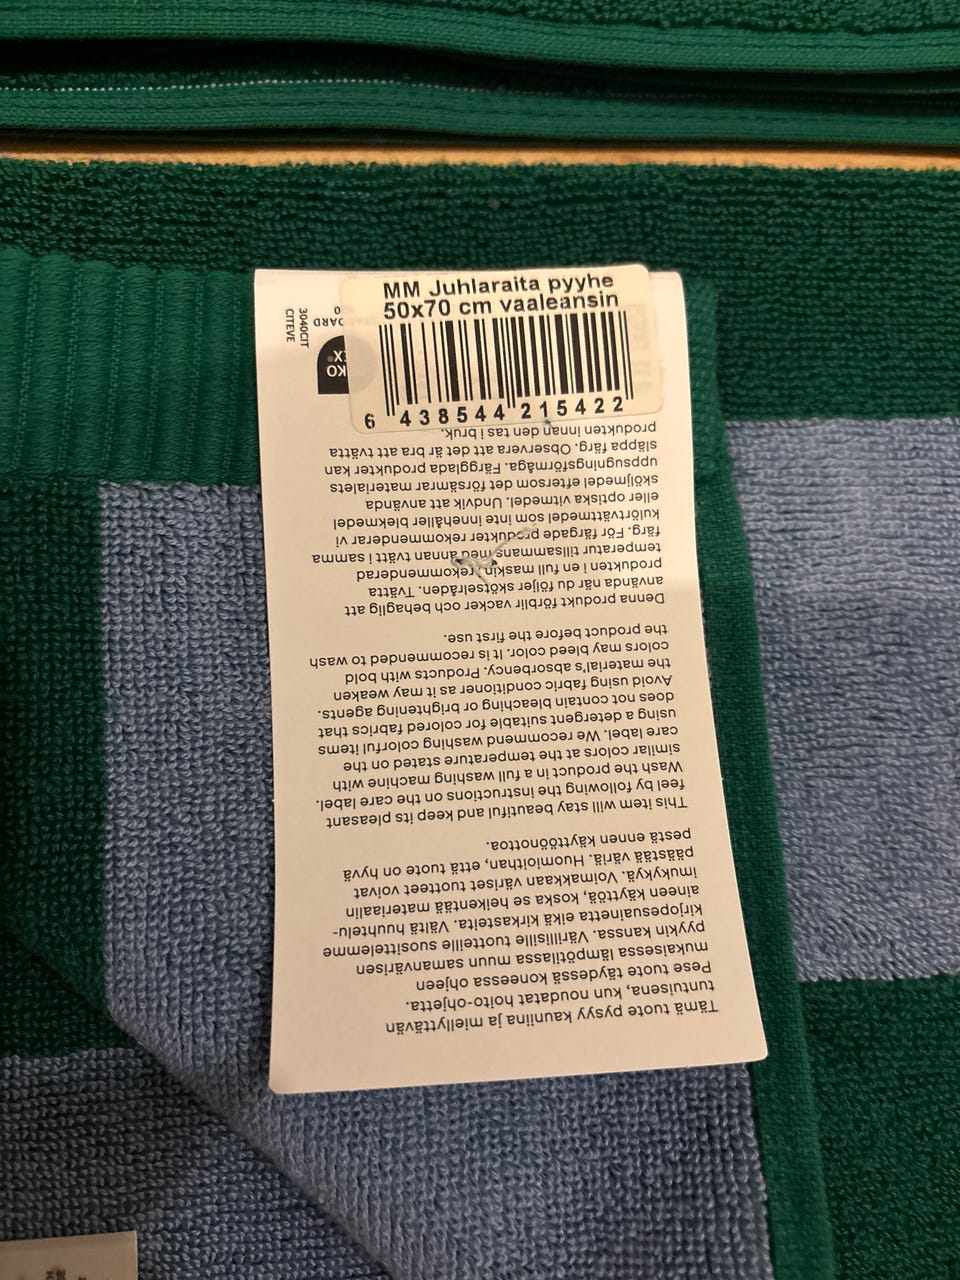 MM Juhlaraita pyyhe
50x70 cm vaaleansin
6 438544 215422
3040CIT
CITEVE
Tämä tuote pysyy kauniina ja miellyttävän
tuntuisena, kun noudatat hoito-ohjetta.
Pese tuote täydessä koneessa ohjeen
mukaisessa lämpötilassa muun samanvärisen
pyykin kanssa. Värillisille tuotteille suosittelemme
kirjopesuainetta eikä kirkasteita. Vältä huuhtelu-
aineen käyttöä, koska se heikentää materiaalin
imukykyä. Voimakkaan väriset tuotteet voivat
päästää väriä. Huomioithan, että tuote on hyvä
pestä ennen käyttöönottoa.
This item will stay beautiful and keep its pleasant
feel by following the instructions on the care label.
Wash the product in a full washing machine with
similar colors at the temperature stated on the
care label. We recommend washing colorful items
using a detergent suitable for colored fabrics that
does not contain bleaching or brightening agents.
Avoid using fabric conditioner as it may weaken
the material's absorbency. Products with bold
colors may bleed color. It is recommended to wash
the product before the first use.
Denna produkt förblir vacker och behaglig att
använda när du följer skötselråden. Tvätta
produkten i en full maskin, rekommenderad
temperatur tillsammans med annan tvätt i samma
färg. För färgade produkter rekommenderar vi
kulörtvättmedel som inte innehåller blekmedel
eller optiska vitmedel. Undvik att använda
sköljmedel eftersom det försämrar materialets
uppsugningsförmåga. Färgglada produkter kan
släppa färg. Observera att det är bra att tvätta
produkten innan den tas i bruk.